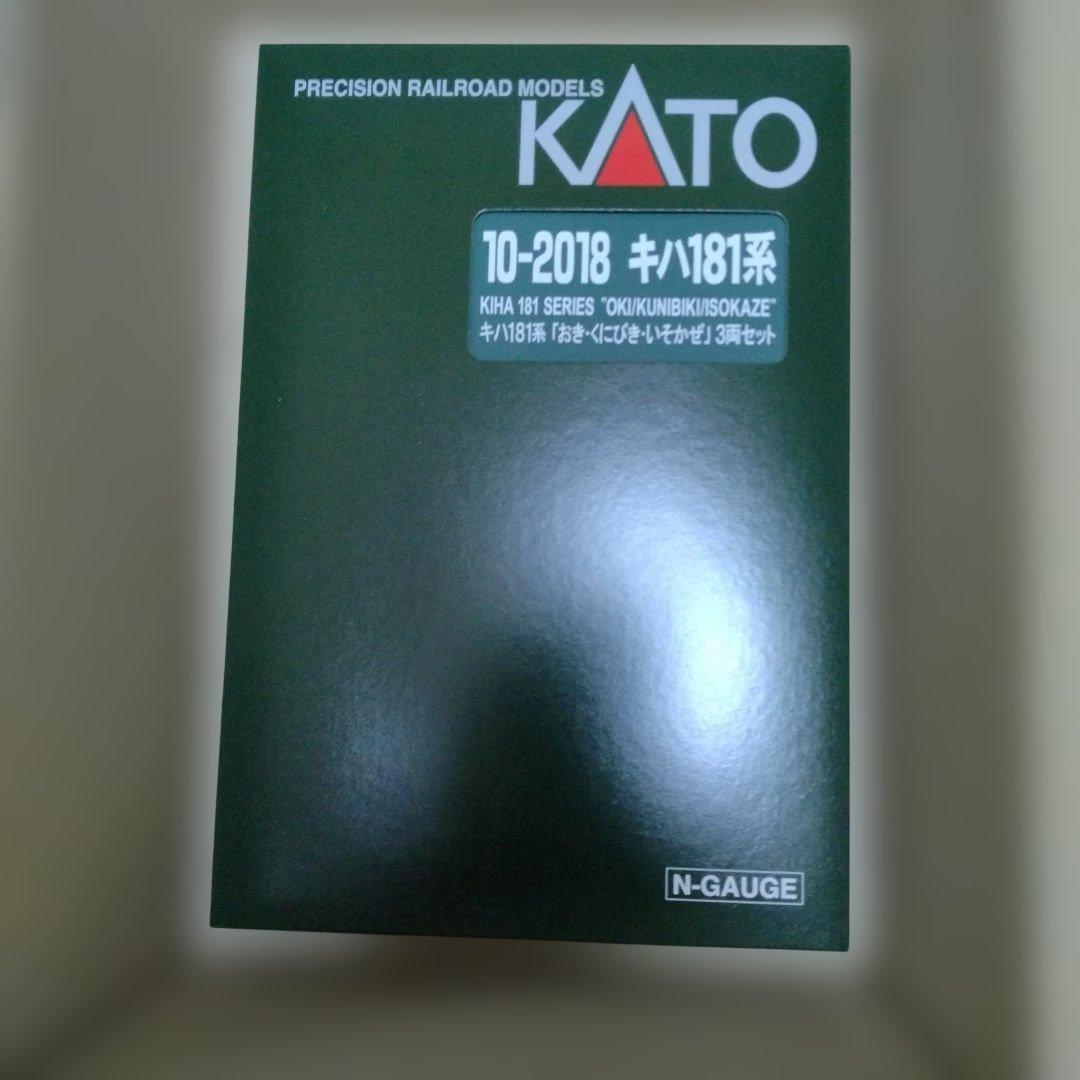 PRECISION RAILROAD MODELS
KATO
10-2018 キハ181系
KIHA 181 SERIES "OKI/KUNIBIKI/ISOKAZE"
キハ181系「おき・くにびき・いそかぜ」3両セット
N-GAUGE